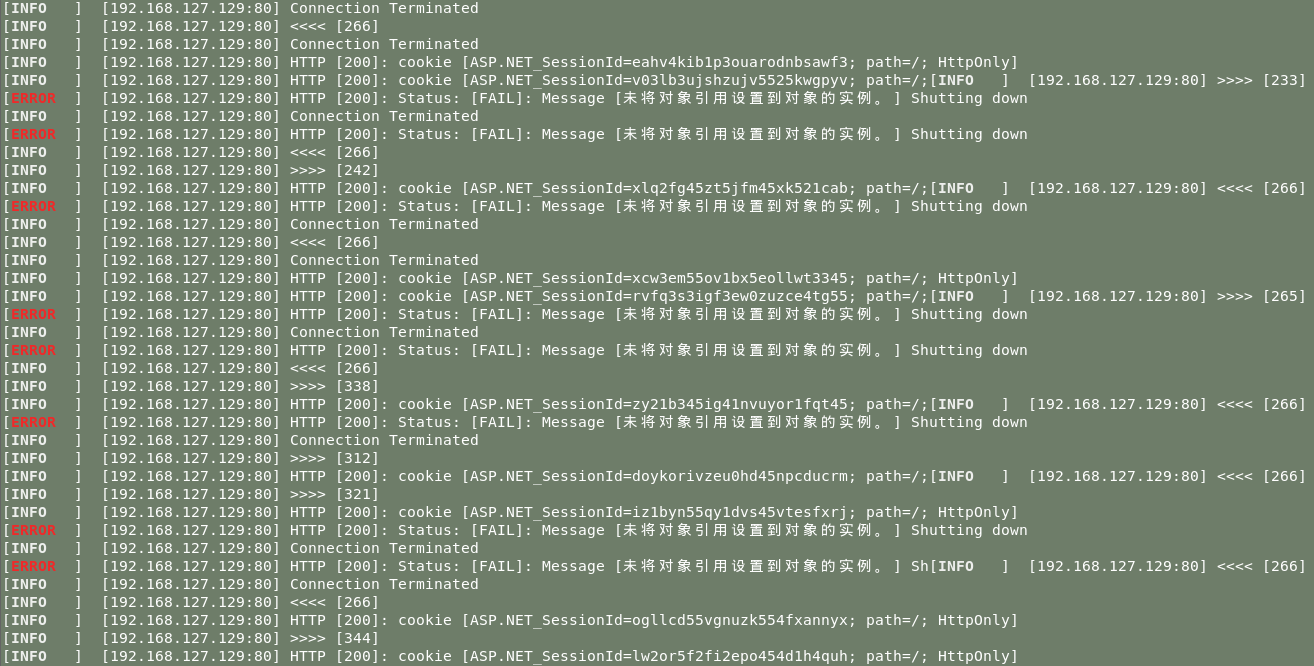 [INFO   ]  [192.168.127.129:80] Connection Terminated
[INFO   ]  [192.168.127.129:80] <<<< [266]
[INFO   ]  [192.168.127.129:80] Connection Terminated
[INFO   ]  [192.168.127.129:80] HTTP [200]: cookie [ASP.NET_SessionId=eahv4kib1p3ouarodnbsawf3; path=/; HttpOnly]
[INFO   ]  [192.168.127.129:80] HTTP [200]: cookie [ASP.NET_SessionId=v03lb3ujshzujv5525kwgpyv; path=/;[INFO   ]  [192.168.127.129:80] >>>> [233]
[ERROR  ]  [192.168.127.129:80] HTTP [200]: Status: [FAIL]: Message [未将对象引用设置到对象的实例。] Shutting down
[INFO   ]  [192.168.127.129:80] Connection Terminated
[ERROR  ]  [192.168.127.129:80] HTTP [200]: Status: [FAIL]: Message [未将对象引用设置到对象的实例。] Shutting down
[INFO   ]  [192.168.127.129:80] <<<< [266]
[INFO   ]  [192.168.127.129:80] >>>> [242]
[INFO   ]  [192.168.127.129:80] HTTP [200]: cookie [ASP.NET_SessionId=xlq2fg45zt5jfm45xk521cab; path=/;[INFO   ]  [192.168.127.129:80] <<<< [266]
[ERROR  ]  [192.168.127.129:80] HTTP [200]: Status: [FAIL]: Message [未将对象引用设置到对象的实例。] Shutting down
[INFO   ]  [192.168.127.129:80] Connection Terminated
[INFO   ]  [192.168.127.129:80] <<<< [266]
[INFO   ]  [192.168.127.129:80] Connection Terminated
[INFO   ]  [192.168.127.129:80] HTTP [200]: cookie [ASP.NET_SessionId=xcw3em55ov1bx5eollwt3345; path=/; HttpOnly]
[INFO   ]  [192.168.127.129:80] HTTP [200]: cookie [ASP.NET_SessionId=rvfq3s3igf3ew0zuzce4tg55; path=/;[INFO   ]  [192.168.127.129:80] >>>> [265]
[ERROR  ]  [192.168.127.129:80] HTTP [200]: Status: [FAIL]: Message [未将对象引用设置到对象的实例。] Shutting down
[INFO   ]  [192.168.127.129:80] Connection Terminated
[ERROR  ]  [192.168.127.129:80] HTTP [200]: Status: [FAIL]: Message [未将对象引用设置到对象的实例。] Shutting down
[INFO   ]  [192.168.127.129:80] <<<< [266]
[INFO   ]  [192.168.127.129:80] >>>> [338]
[INFO   ]  [192.168.127.129:80] HTTP [200]: cookie [ASP.NET_SessionId=zy21b345ig41nvuyor1fqt45; path=/;[INFO   ]  [192.168.127.129:80] <<<< [266]
[ERROR  ]  [192.168.127.129:80] HTTP [200]: Status: [FAIL]: Message [未将对象引用设置到对象的实例。] Shutting down
[INFO   ]  [192.168.127.129:80] Connection Terminated
[INFO   ]  [192.168.127.129:80] >>>> [312]
[INFO   ]  [192.168.127.129:80] HTTP [200]: cookie [ASP.NET_SessionId=doykorivzeu0hd45npcducrm; path=/;[INFO   ]  [192.168.127.129:80] <<<< [266]
[INFO   ]  [192.168.127.129:80] >>>> [321]
[INFO   ]  [192.168.127.129:80] HTTP [200]: cookie [ASP.NET_SessionId=iz1byn55qy1dvs45vtesfxrj; path=/; HttpOnly]
[ERROR  ]  [192.168.127.129:80] HTTP [200]: Status: [FAIL]: Message [未将对象引用设置到对象的实例。] Shutting down
[INFO   ]  [192.168.127.129:80] Connection Terminated
[ERROR  ]  [192.168.127.129:80] HTTP [200]: Status: [FAIL]: Message [未将对象引用设置到对象的实例。] Sh[INFO   ]  [192.168.127.129:80] <<<< [266]
[INFO   ]  [192.168.127.129:80] Connection Terminated
[INFO   ]  [192.168.127.129:80] <<<< [266]
[INFO   ]  [192.168.127.129:80] HTTP [200]: cookie [ASP.NET_SessionId=ogllcd55vgnuzk554fxannyx; path=/; HttpOnly]
[INFO   ]  [192.168.127.129:80] >>>> [344]
[INFO   ]  [192.168.127.129:80] HTTP [200]: cookie [ASP.NET_SessionId=lw2or5f2fi2epo454d1h4quh; path=/; HttpOnly]